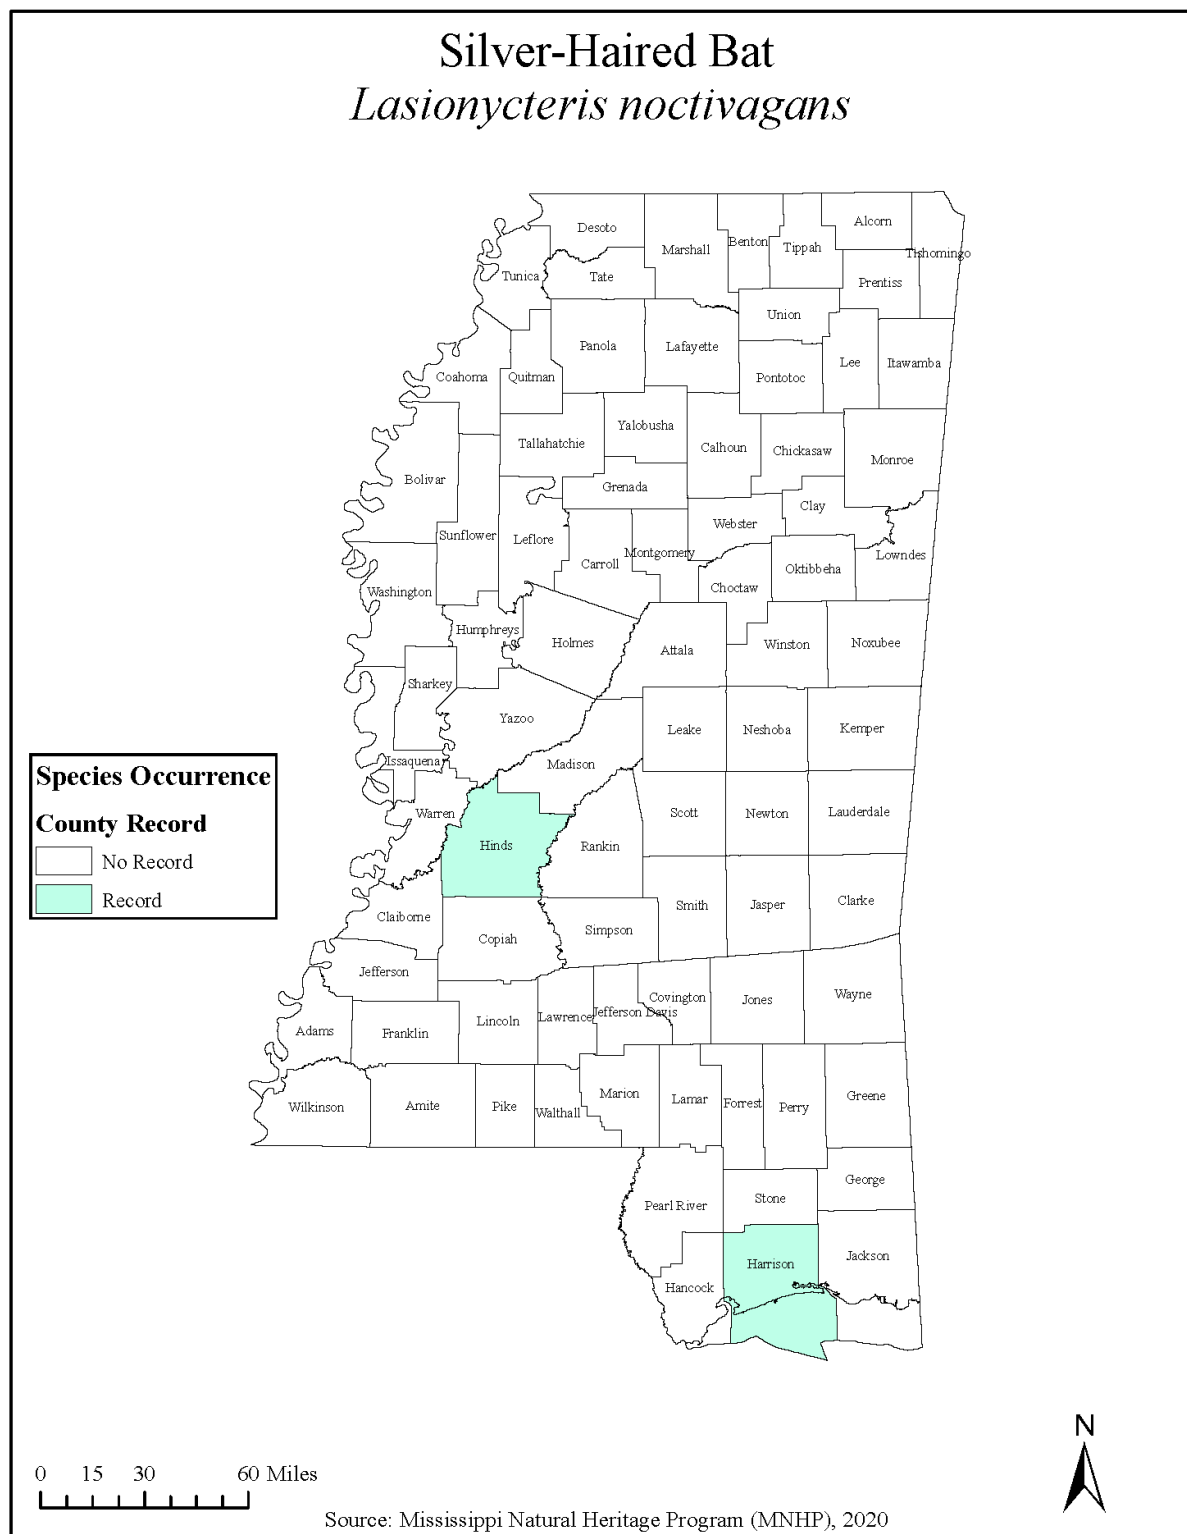 Silver-Haired Bat
Lasionycteris noctivagans
Desoto
Marshall
Benton
Tippah
Alcorn
Tishomingo
Tunica
Tate
Prentiss
Union
Panola
Lafayette
Lee
Itawamba
Coahoma
Quitman
Pontotoc
Tallahatchie
Yalobusha
Calhoun
Chickasaw
Monroe
Bolivar
Grenada
Clay
Sunflower
Leflore
Webster
Carroll
Montgomery
Lowndes
Oktibbeha
Washington
Choctaw
Humphreys
Holmes
Attala
Winston
Noxubee
Sharkey
Yazoo
Leake
Neshoba
Kemper
Issaquena
Madison
Warren
Scott
Newton
Lauderdale
Hinds
Rankin
Claiborne
Smith
Jasper
Clarke
Copiah
Simpson
Jefferson
Covington
Jones
Wayne
Adams
Franklin
Lincoln
Lawrence
Jefferson Davis
Wilkinson
Amite
Pike
Walthall
Marion
Lamar
Forrest
Perry
Greene
Pearl River
Stone
George
Hancock
Harrison
Jackson
Species Occurrence
County Record
No Record
Record
N
0 15 30 60 Miles
Source: Mississippi Natural Heritage Program (MNHP), 2020